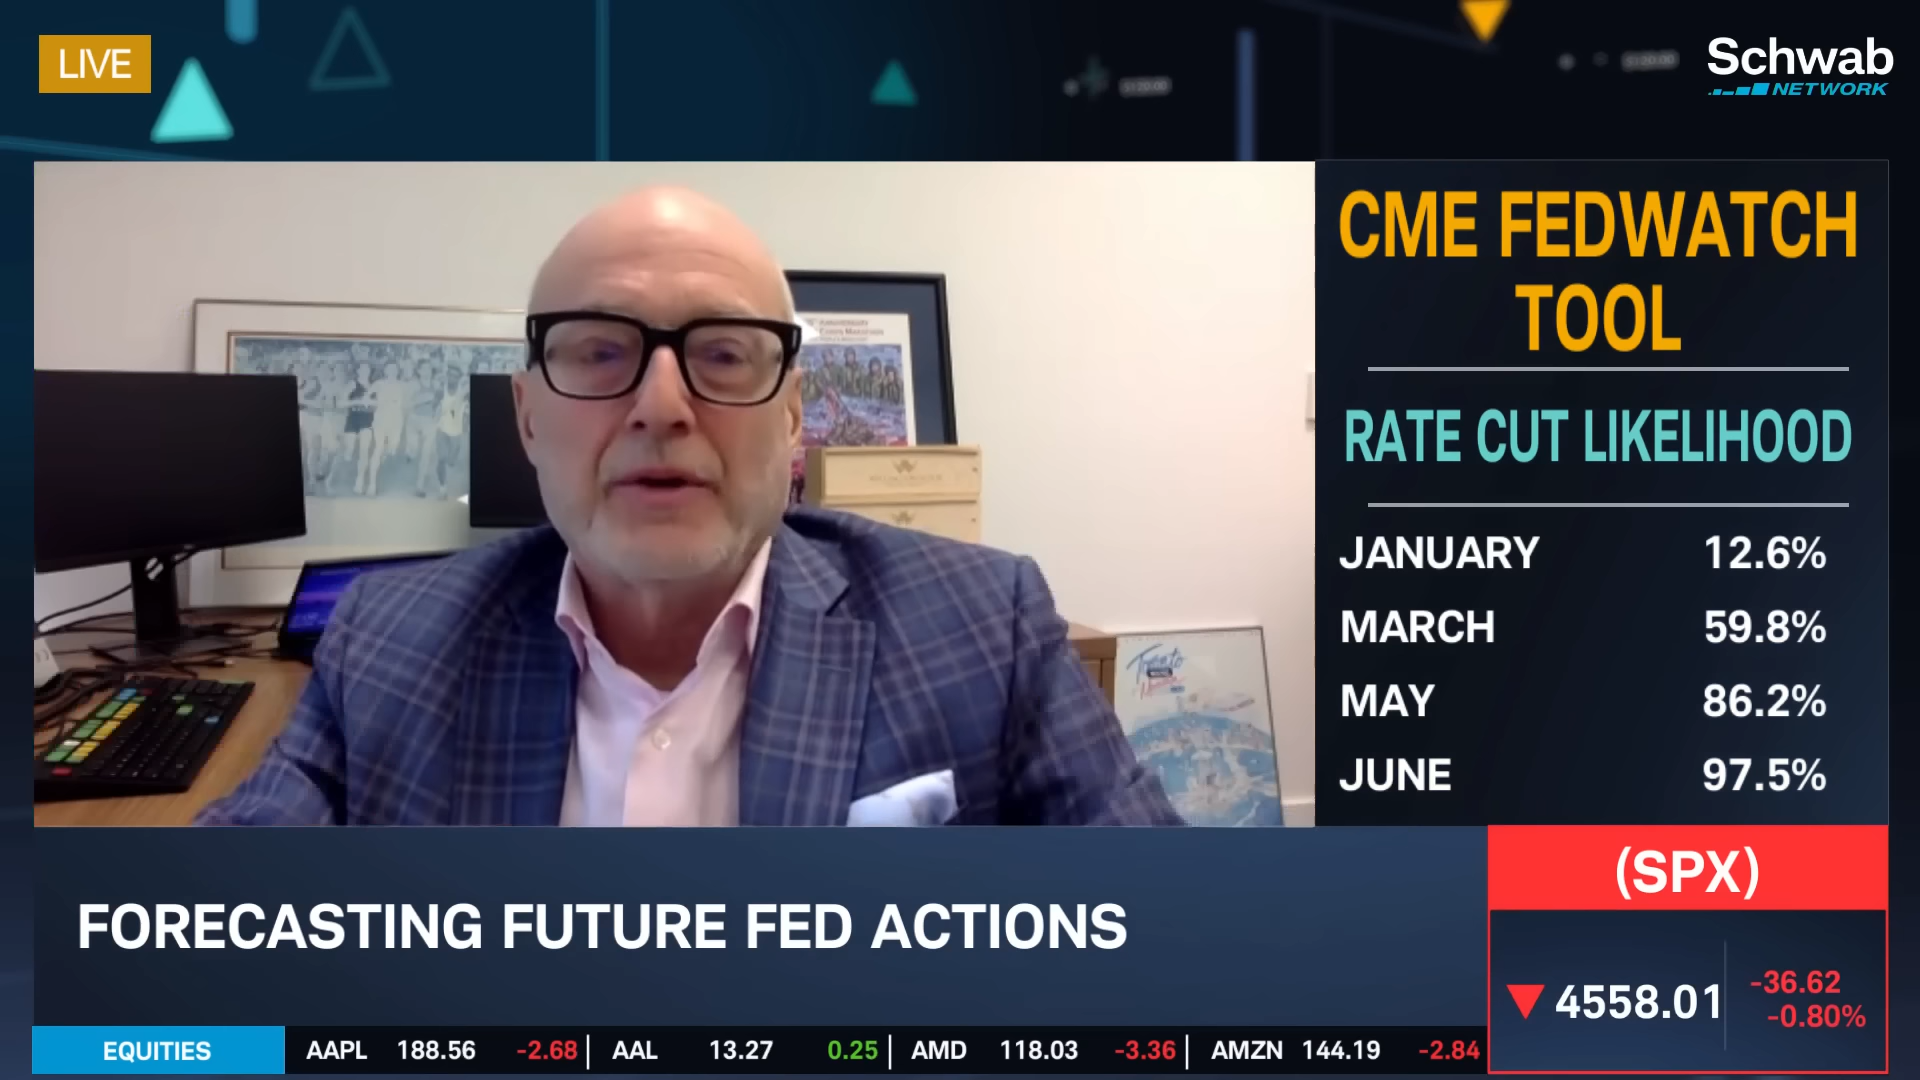 LIVE
Schwab
NETWORK
CME FEDWATCH
TOOL
RATE CUT LIKELIHOOD
JANUARY 12.6%
MARCH 59.8%
MAY 86.2%
JUNE 97.5%
FORECASTING FUTURE FED ACTIONS
(SPX)
4558.01 -36.62
-0.80%
EQUITIES AAPL 188.56 -2.68 AAL 13.27 0.25 AMD 118.03 -3.36 AMZN 144.19 -2.84